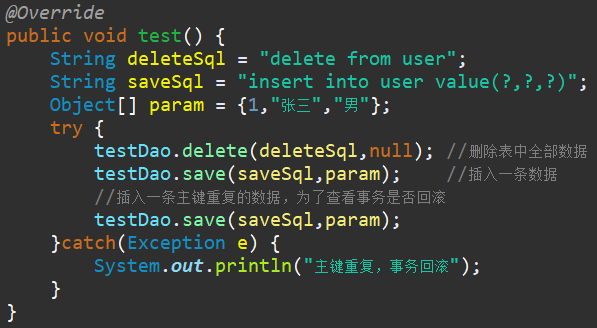 @Override
public void test() {
    String deleteSql = "delete from user";
    String saveSql = "insert into user value(?,?,?)";
    Object[] param = {1,"张三","男"};
    try {
        testDao.delete(deleteSql,null); //删除表中全部数据
        testDao.save(saveSql,param);    //插入一条数据
        //插入一条主键重复的数据，为了查看事务是否回滚
        testDao.save(saveSql,param);
    }catch(Exception e) {
        System.out.println("主键重复，事务回滚");
    }
}